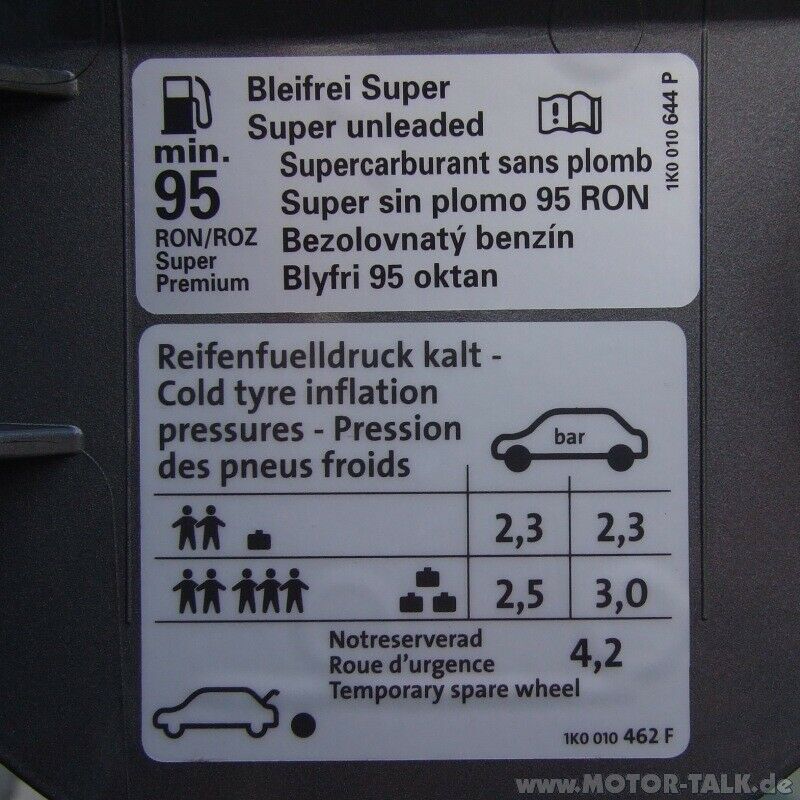 Bleifrei Super
Super unleaded
min. Supercarburant sans plomb
95 Super sin plomo 95 RON
RON/ROZ Bezolovnatý benzín
Super Blyfri 95 oktan
Premium
1K0 010 644 P
Reifenfuelldruck kalt -
Cold tyre inflation
pressures - Pression
des pneus froids
bar
2,3 2,3
2,5 3,0
Notreserverad
Roue d'urgence 4,2
Temporary spare wheel
1K0 010 462 F
www.MOTOR-TALK.de